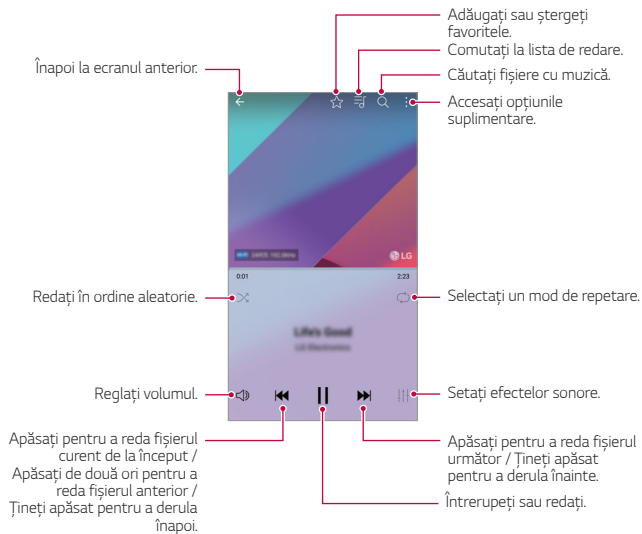 Adăugați sau ștergeți
favoritele.
Comutați la lista de redare.
Înapoi la ecranul anterior.
Căutați fișiere cu muzică.
Accesați opțiunile
suplimentare.
LG
0:01
2:23
Redați în ordine aleatorie.
Selectați un mod de repetare.
Life's Good
LG Electronics
Reglați volumul.
Setați efectelor sonore.
Apăsați pentru a reda fișierul
curent de la început /
Apăsați de două ori pentru a
reda fișierul anterior /
Țineți apăsat pentru a derula
înapoi.
Apăsați pentru a reda fișierul
următor / Țineți apăsat
pentru a derula înainte.
Întrerupeți sau redați.